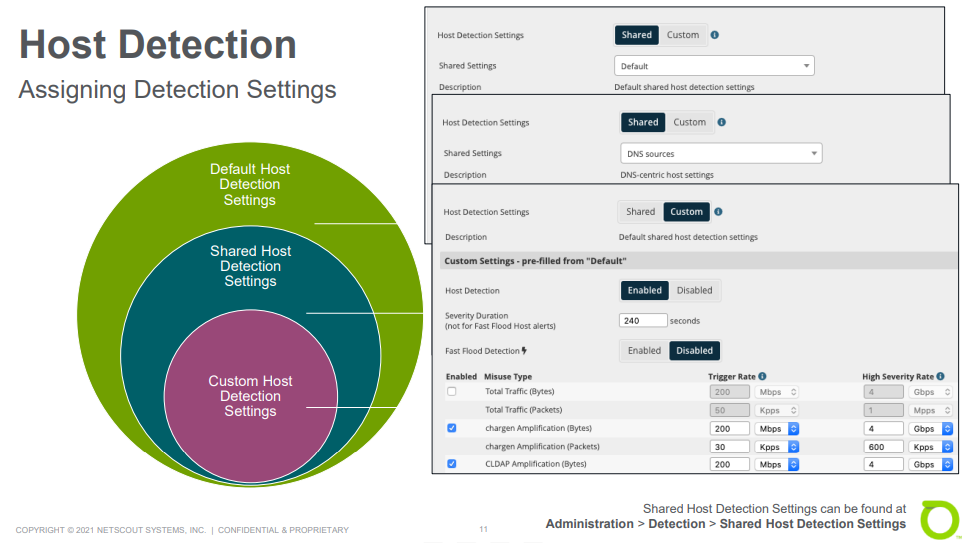 Host Detection
Assigning Detection Settings
Default Host
Detection
Settings
Shared Host
Detection
Settings
Custom Host
Detection
Settings
Host Detection Settings Shared Custom i
Shared Settings Default
Description Default shared host detection settings
Host Detection Settings Shared Custom i
Shared Settings DNS sources
Description DNS-centric host settings
Host Detection Settings Shared Custom i
Description Default shared host detection settings
Custom Settings - pre-filled from "Default"
Host Detection Enabled Disabled
Severity Duration
(not for Fast Flood Host alerts) 240 seconds
Fast Flood Detection Enabled Disabled
Enabled Misuse Type Trigger Rate i High Severity Rate i
Total Traffic (Bytes) 200 Mbps 4 Gbps
Total Traffic (Packets) 50 Kpps 1 Mpps
chargen Amplification (Bytes) 200 Mbps 4 Gbps
chargen Amplification (Packets) 30 Kpps 600 Kpps
CLDAP Amplification (Bytes) 200 Mbps 4 Gbps
Shared Host Detection Settings can be found at
Administration > Detection > Shared Host Detection Settings
COPYRIGHT © 2021 NETSCOUT SYSTEMS, INC. | CONFIDENTIAL & PROPRIETARY 11